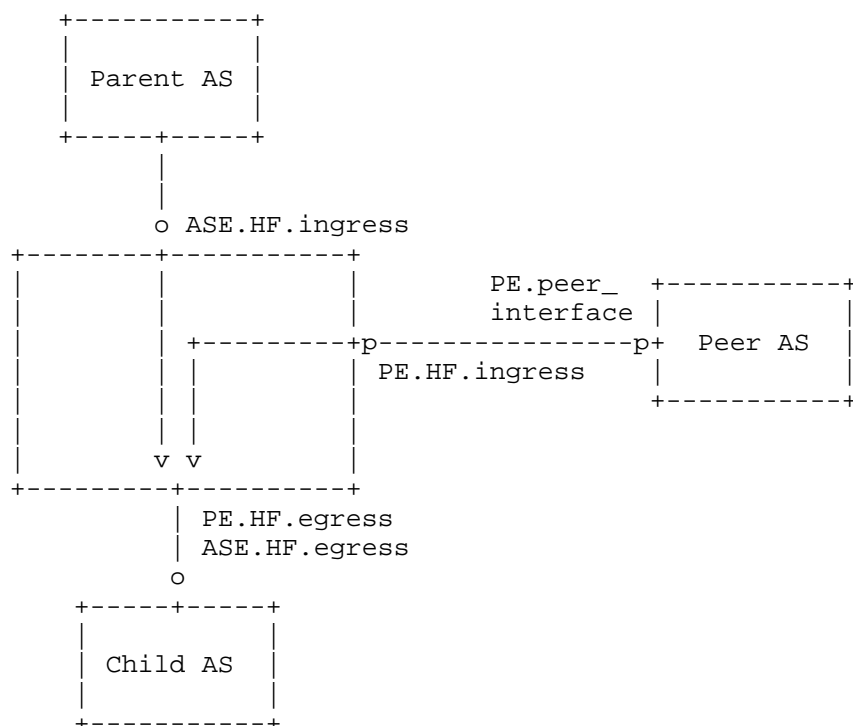 Parent AS
ASE.HF.ingress
PE.peer_
interface
p p Peer AS
PE.HF.ingress
v v
PE.HF.egress
ASE.HF.egress
o
Child AS